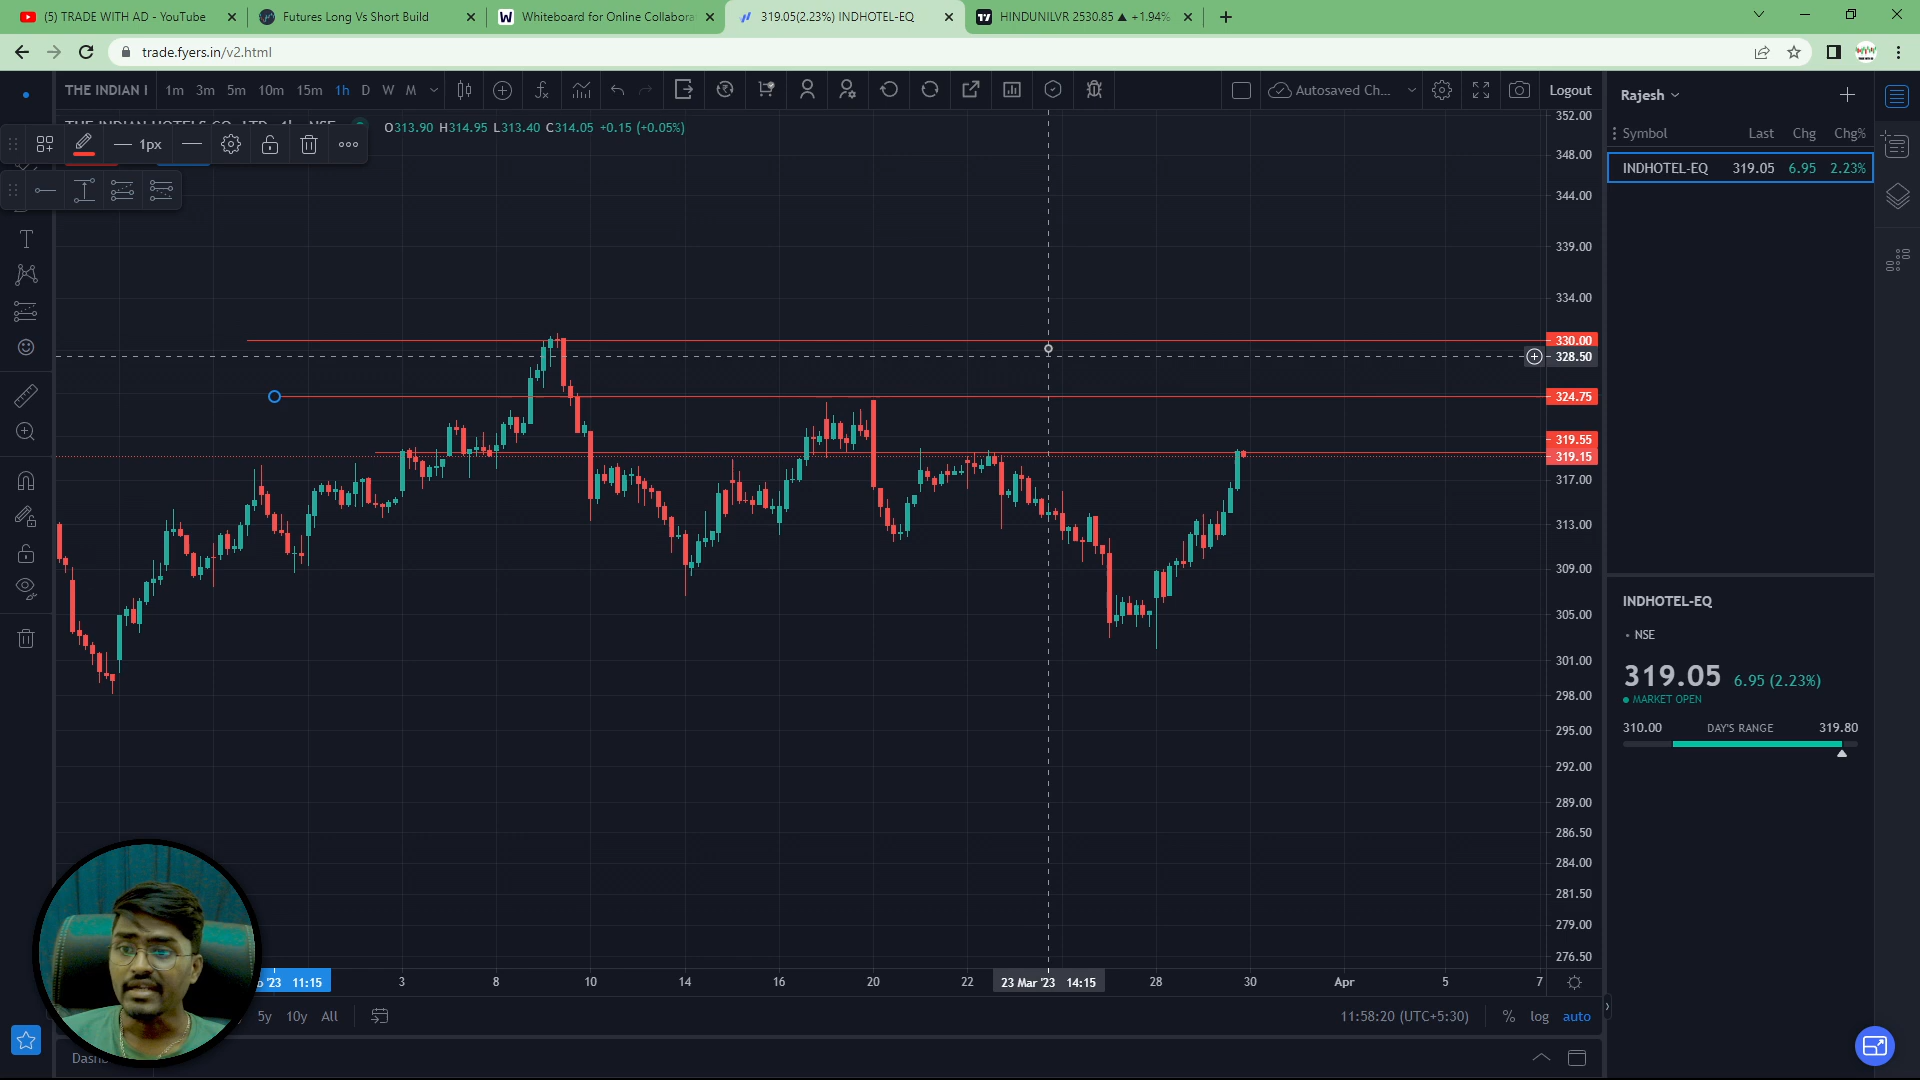 (5) TRADE WITH AD - YouTube
Futures Long Vs Short Build
Whiteboard for Online Collabora
319.05(2.23%) INDHOTEL-EQ
HINDUNILVR 2530.85 ▲ +1.94%
trade.fyers.in/v2.html
THE INDIAN I
1m 3m 5m 10m 15m 1h D W M
Autosaved Ch...
Logout
O313.90 H314.95 L313.40 C314.05 +0.15 (+0.05%)
1px
352.00
348.00
344.00
339.00
334.00
330.00
328.50
324.75
319.55
319.15
317.00
313.00
309.00
305.00
301.00
298.00
295.00
292.00
289.00
286.50
284.00
281.50
279.00
276.50
'23 11:15
3 8 10 14 16 20 22
23 Mar '23 14:15
28 30 Apr 5 7
5y 10y All
11:58:20 (UTC+5:30)
% log auto
Rajesh
Symbol Last Chg Chg%
INDHOTEL-EQ 319.05 6.95 2.23%
INDHOTEL-EQ
NSE
319.05 6.95 (2.23%)
MARKET OPEN
310.00 DAY'S RANGE 319.80